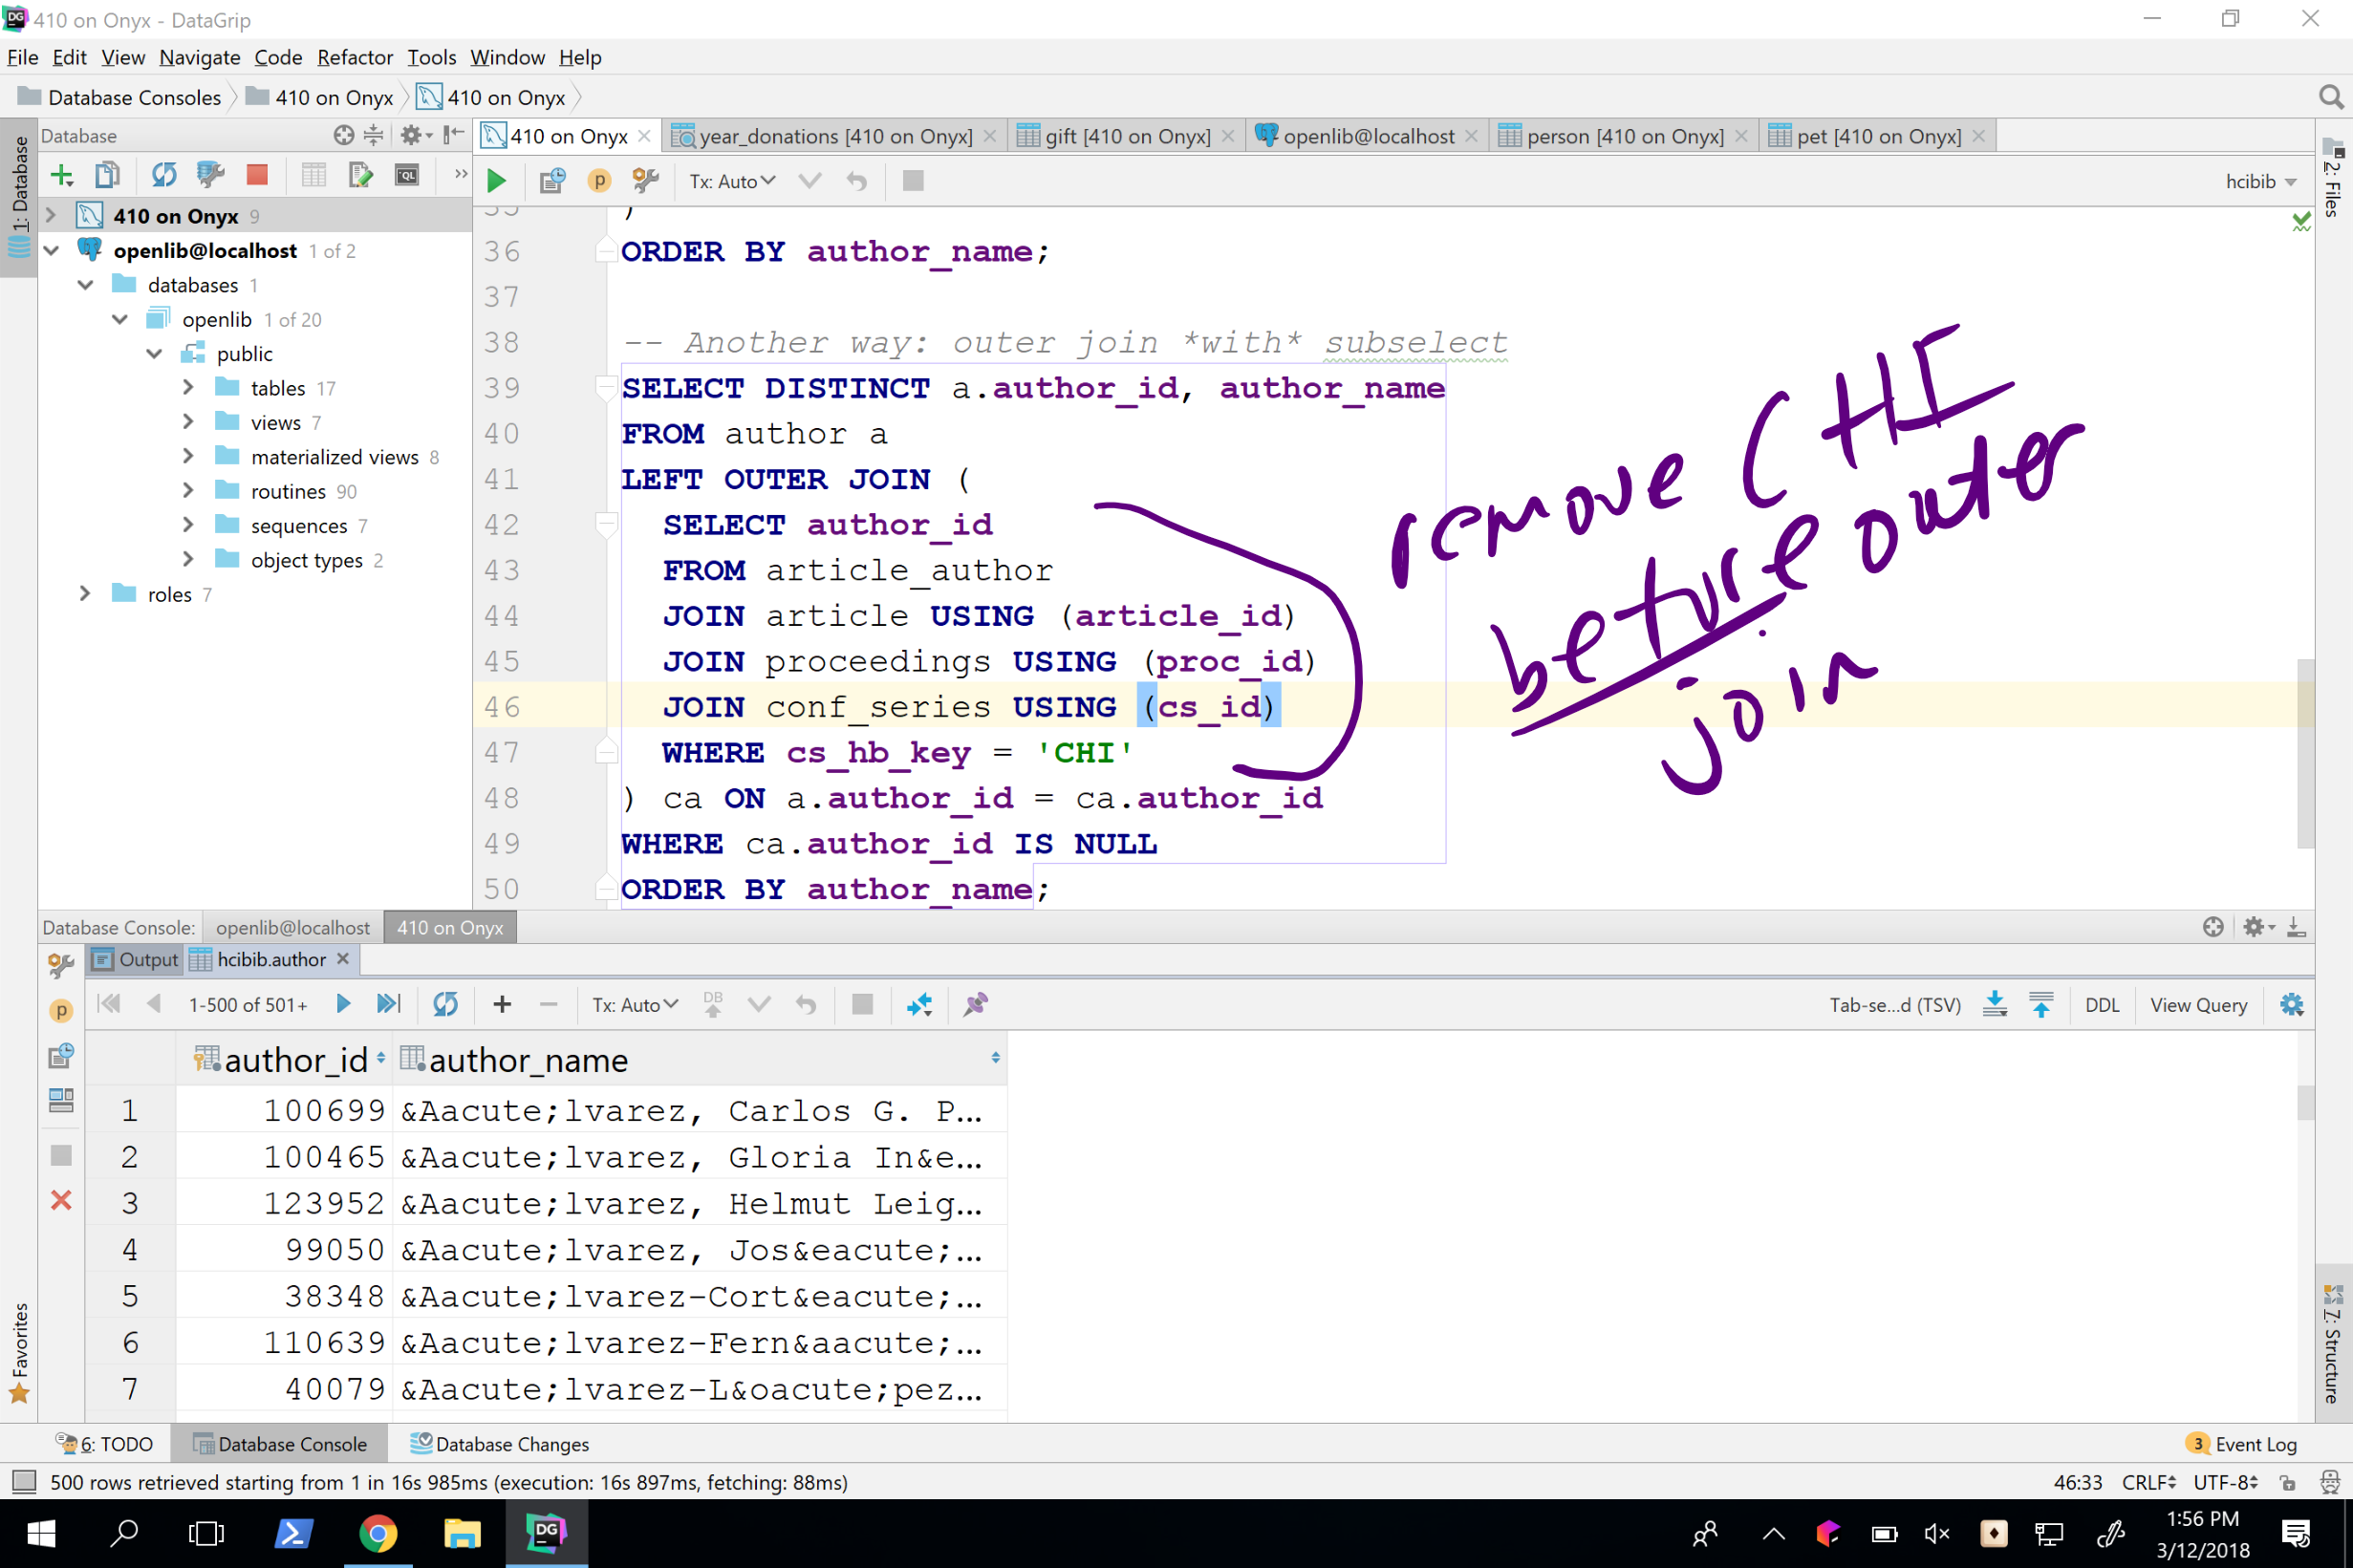 410 on Onyx - DataGrip
File Edit View Navigate Code Refactor Tools Window Help
Database Consoles 410 on Onyx 410 on Onyx
1: Database
Database
410 on Onyx year_donations [410 on Onyx] gift [410 on Onyx] openlib@localhost person [410 on Onyx] pet [410 on Onyx]
2: Files
Tx: Auto hcibib
410 on Onyx 9
openlib@localhost 1 of 2
databases 1
openlib 1 of 20
public
tables 17
views 7
materialized views 8
routines 90
sequences 7
object types 2
roles 7
)
36 ORDER BY author_name;
37
38 -- Another way: outer join *with* subselect
39 SELECT DISTINCT a.author_id, author_name
40 FROM author a
41 LEFT OUTER JOIN (
42 SELECT author_id
43 FROM article_author
44 JOIN article USING (article_id)
45 JOIN proceedings USING (proc_id)
46 JOIN conf_series USING (cs_id)
47 WHERE cs_hb_key = 'CHI'
48 ) ca ON a.author_id = ca.author_id
49 WHERE ca.author_id IS NULL
50 ORDER BY author_name;
remove CHI
before outer
join
Database Console: openlib@localhost 410 on Onyx
Output hcibib.author
1-500 of 501+ Tx: Auto DB Tab-se...d (TSV) DDL View Query
author_id author_name
1 100699 &Aacute;lvarez, Carlos G. P...
2 100465 &Aacute;lvarez, Gloria In&e...
3 123952 &Aacute;lvarez, Helmut Leig...
4 99050 &Aacute;lvarez, Jos&eacute;...
5 38348 &Aacute;lvarez-Cort&eacute;...
6 110639 &Aacute;lvarez-Fern&aacute;...
7 40079 &Aacute;lvarez-L&oacute;pez...
Favorites
7: Structure
6: TODO Database Console Database Changes 3 Event Log
500 rows retrieved starting from 1 in 16s 985ms (execution: 16s 897ms, fetching: 88ms) 46:33 CRLF UTF-8
DG
1:56 PM
3/12/2018